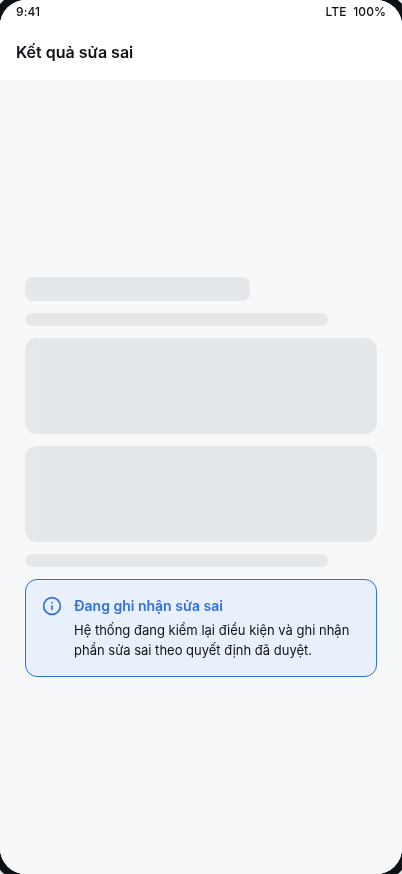 9:41
LTE 100%
Kết quả sửa sai
Đang ghi nhận sửa sai
Hệ thống đang kiểm lại điều kiện và ghi nhận
phần sửa sai theo quyết định đã duyệt.